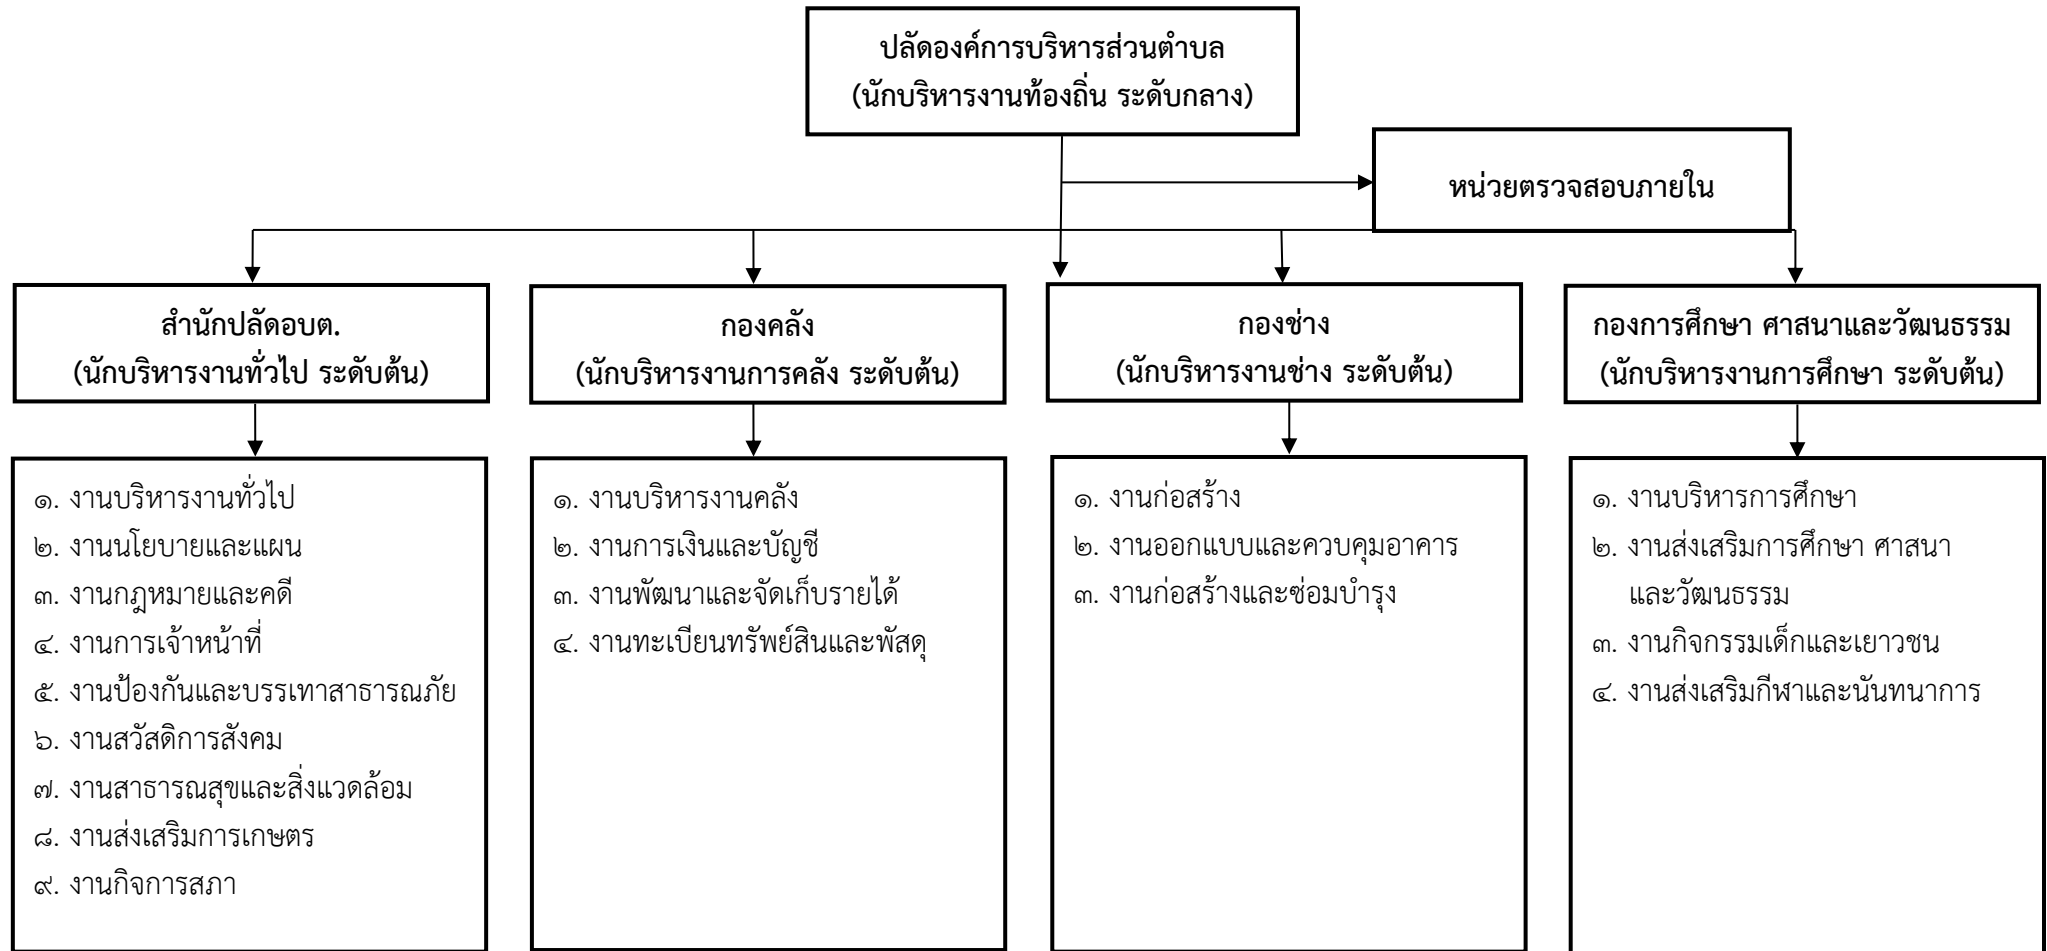 ปลัดองค์การบริหารส่วนตำบล
(นักบริหารงานท้องถิ่น ระดับกลาง)
หน่วยตรวจสอบภายใน
สำนักปลัดอบต.
(นักบริหารงานทั่วไป ระดับต้น)
กองคลัง
(นักบริหารงานการคลัง ระดับต้น)
กองช่าง
(นักบริหารงานช่าง ระดับต้น)
กองการศึกษา ศาสนาและวัฒนธรรม
(นักบริหารงานการศึกษา ระดับต้น)
๑. งานบริหารงานทั่วไป
๒. งานนโยบายและแผน
๓. งานกฎหมายและคดี
๔. งานการเจ้าหน้าที่
๕. งานป้องกันและบรรเทาสาธารณภัย
๖. งานสวัสดิการสังคม
๗. งานสาธารณสุขและสิ่งแวดล้อม
๘. งานส่งเสริมการเกษตร
๙. งานกิจการสภา
๑. งานบริหารงานคลัง
๒. งานการเงินและบัญชี
๓. งานพัฒนาและจัดเก็บรายได้
๔. งานทะเบียนทรัพย์สินและพัสดุ
๑. งานก่อสร้าง
๒. งานออกแบบและควบคุมอาคาร
๓. งานก่อสร้างและซ่อมบำรุง
๑. งานบริหารการศึกษา
๒. งานส่งเสริมการศึกษา ศาสนา
และวัฒนธรรม
๓. งานกิจกรรมเด็กและเยาวชน
๔. งานส่งเสริมกีฬาและนันทนาการ